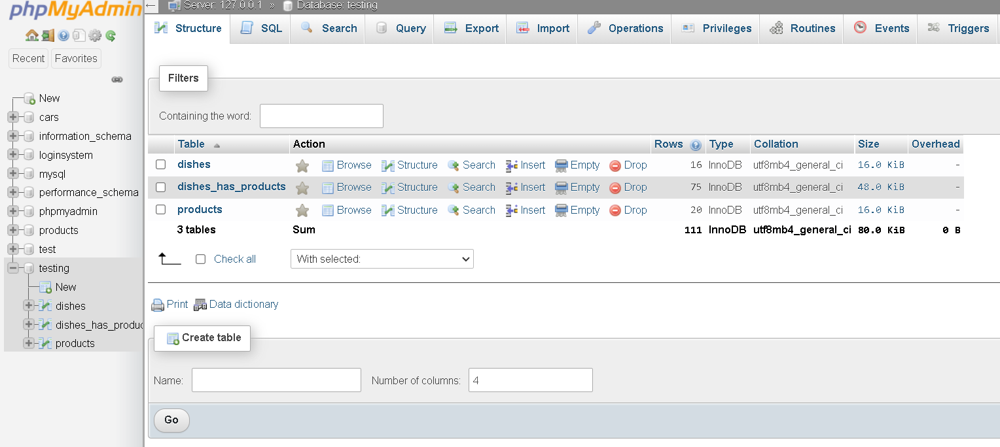 phpMyAdmin
Recent Favorites
New
cars
information_schema
loginsystem
mysql
performance_schema
phpmyadmin
products
test
testing
New
dishes
dishes_has_produc
products
Server: 127.0.0.1 » Database: testing
Structure SQL Search Query Export Import Operations Privileges Routines Events Triggers
Filters
Containing the word:
Table Action Rows Type Collation Size Overhead
dishes Browse Structure Search Insert Empty Drop 16 InnoDB utf8mb4_general_ci 16.0 KiB -
dishes_has_products Browse Structure Search Insert Empty Drop 75 InnoDB utf8mb4_general_ci 48.0 KiB -
products Browse Structure Search Insert Empty Drop 20 InnoDB utf8mb4_general_ci 16.0 KiB -
3 tables Sum 111 InnoDB utf8mb4_general_ci 80.0 KiB 0 B
Check all With selected:
Print Data dictionary
Create table
Name: Number of columns: 4
Go